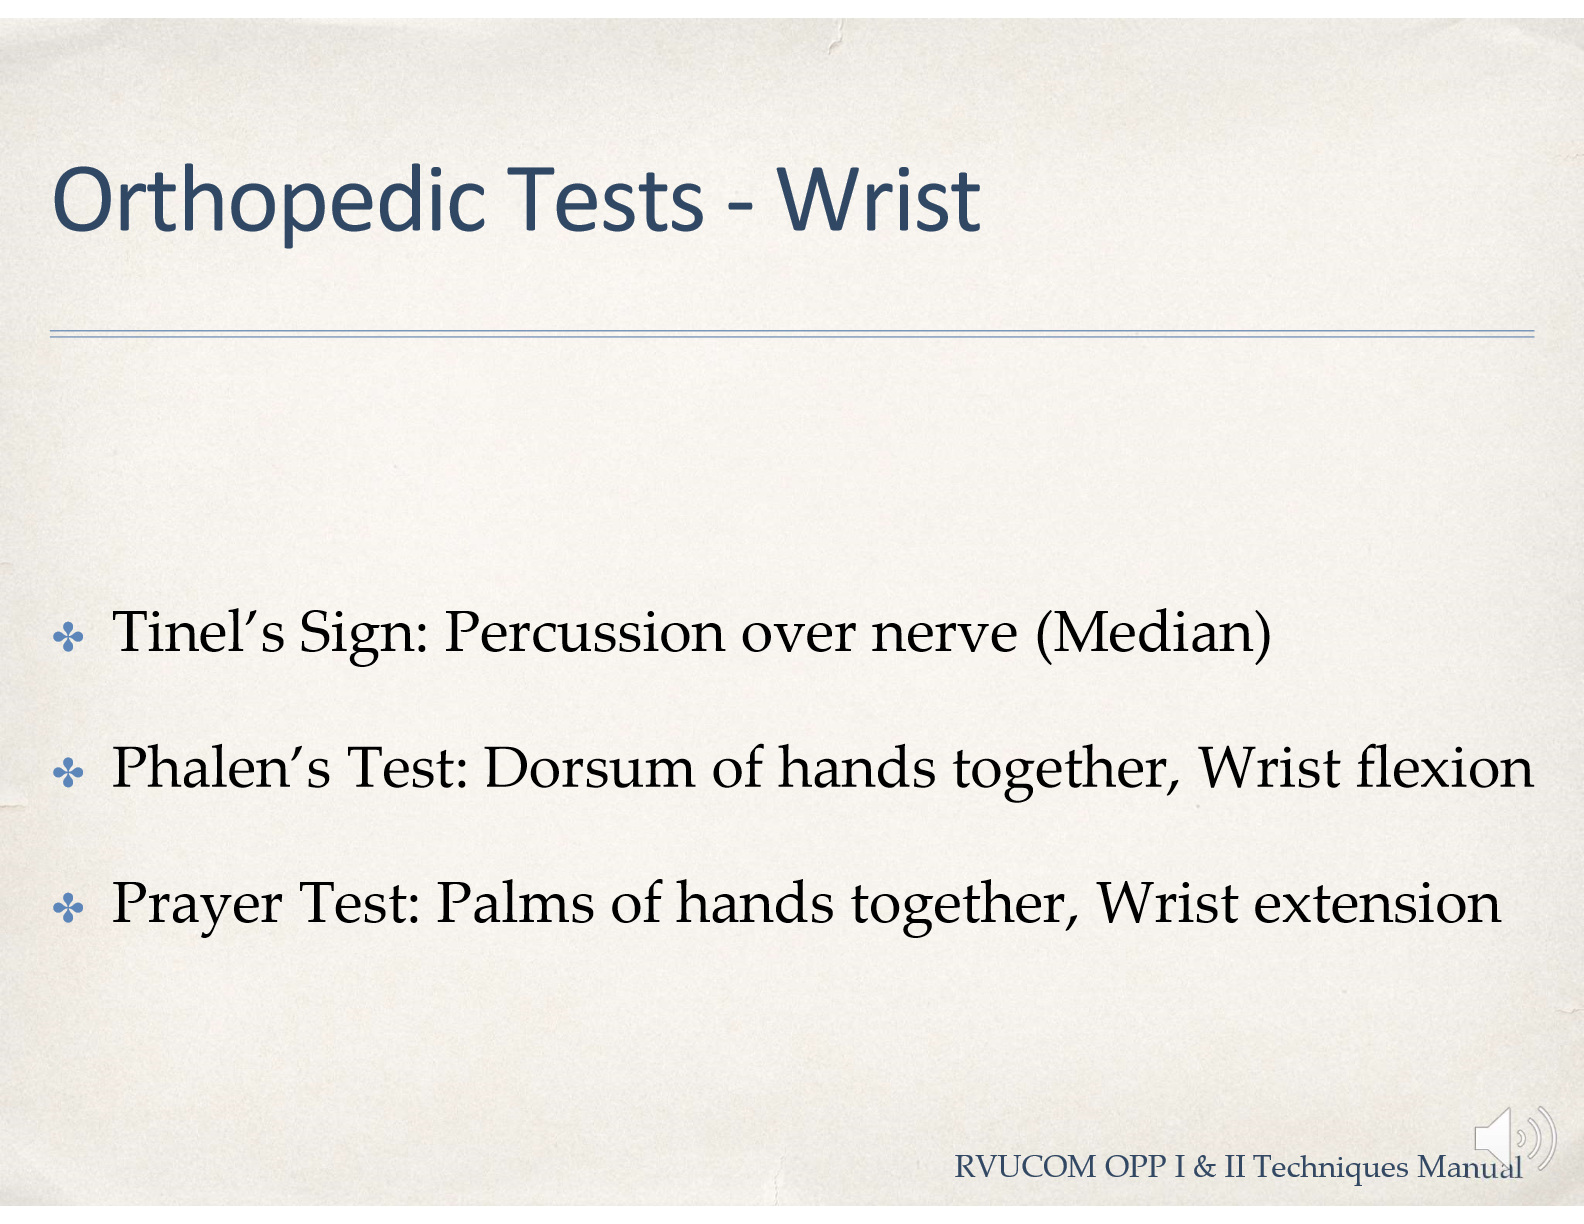 Orthopedic Tests - Wrist
Tinel’s Sign: Percussion over nerve (Median)
Phalen’s Test: Dorsum of hands together, Wrist flexion
Prayer Test: Palms of hands together, Wrist extension
RVUCOM OPP I & II Techniques Manual